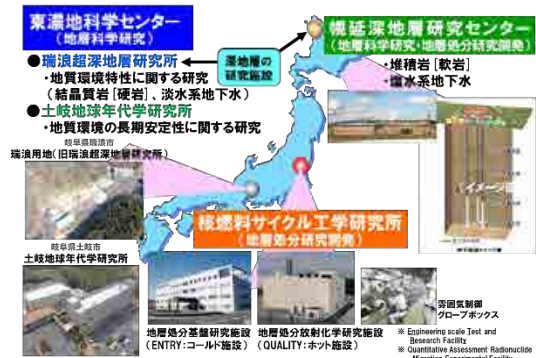 東濃地科学センター
(地層科学研究)
●瑞浪超深地層研究所
・地質環境特性に関する研究
(結晶質岩[硬岩]、淡水系地下水)
●土岐地球年代学研究所
・地質環境の長期安定性に関する研究
深地層の
研究施設
幌延深地層研究センター
(地層科学研究・地層処分研究開発)
・堆積岩[軟岩]
・塩水系地下水
イメージ図
岐阜県瑞浪市
瑞浪用地(旧瑞浪超深地層研究所)
岐阜県土岐市
土岐地球年代学研究所
核燃料サイクル工学研究所
(地層処分研究開発)
地層処分基盤研究施設
(ENTRY:コールド施設)
地層処分放射化学研究施設
(QUALITY:ホット施設)
雰囲気制御
グローブボックス
※ Engineering scale Test and
Research Facility
※ Quantitative Assessment Radionuclide
Migration Experimental Facility